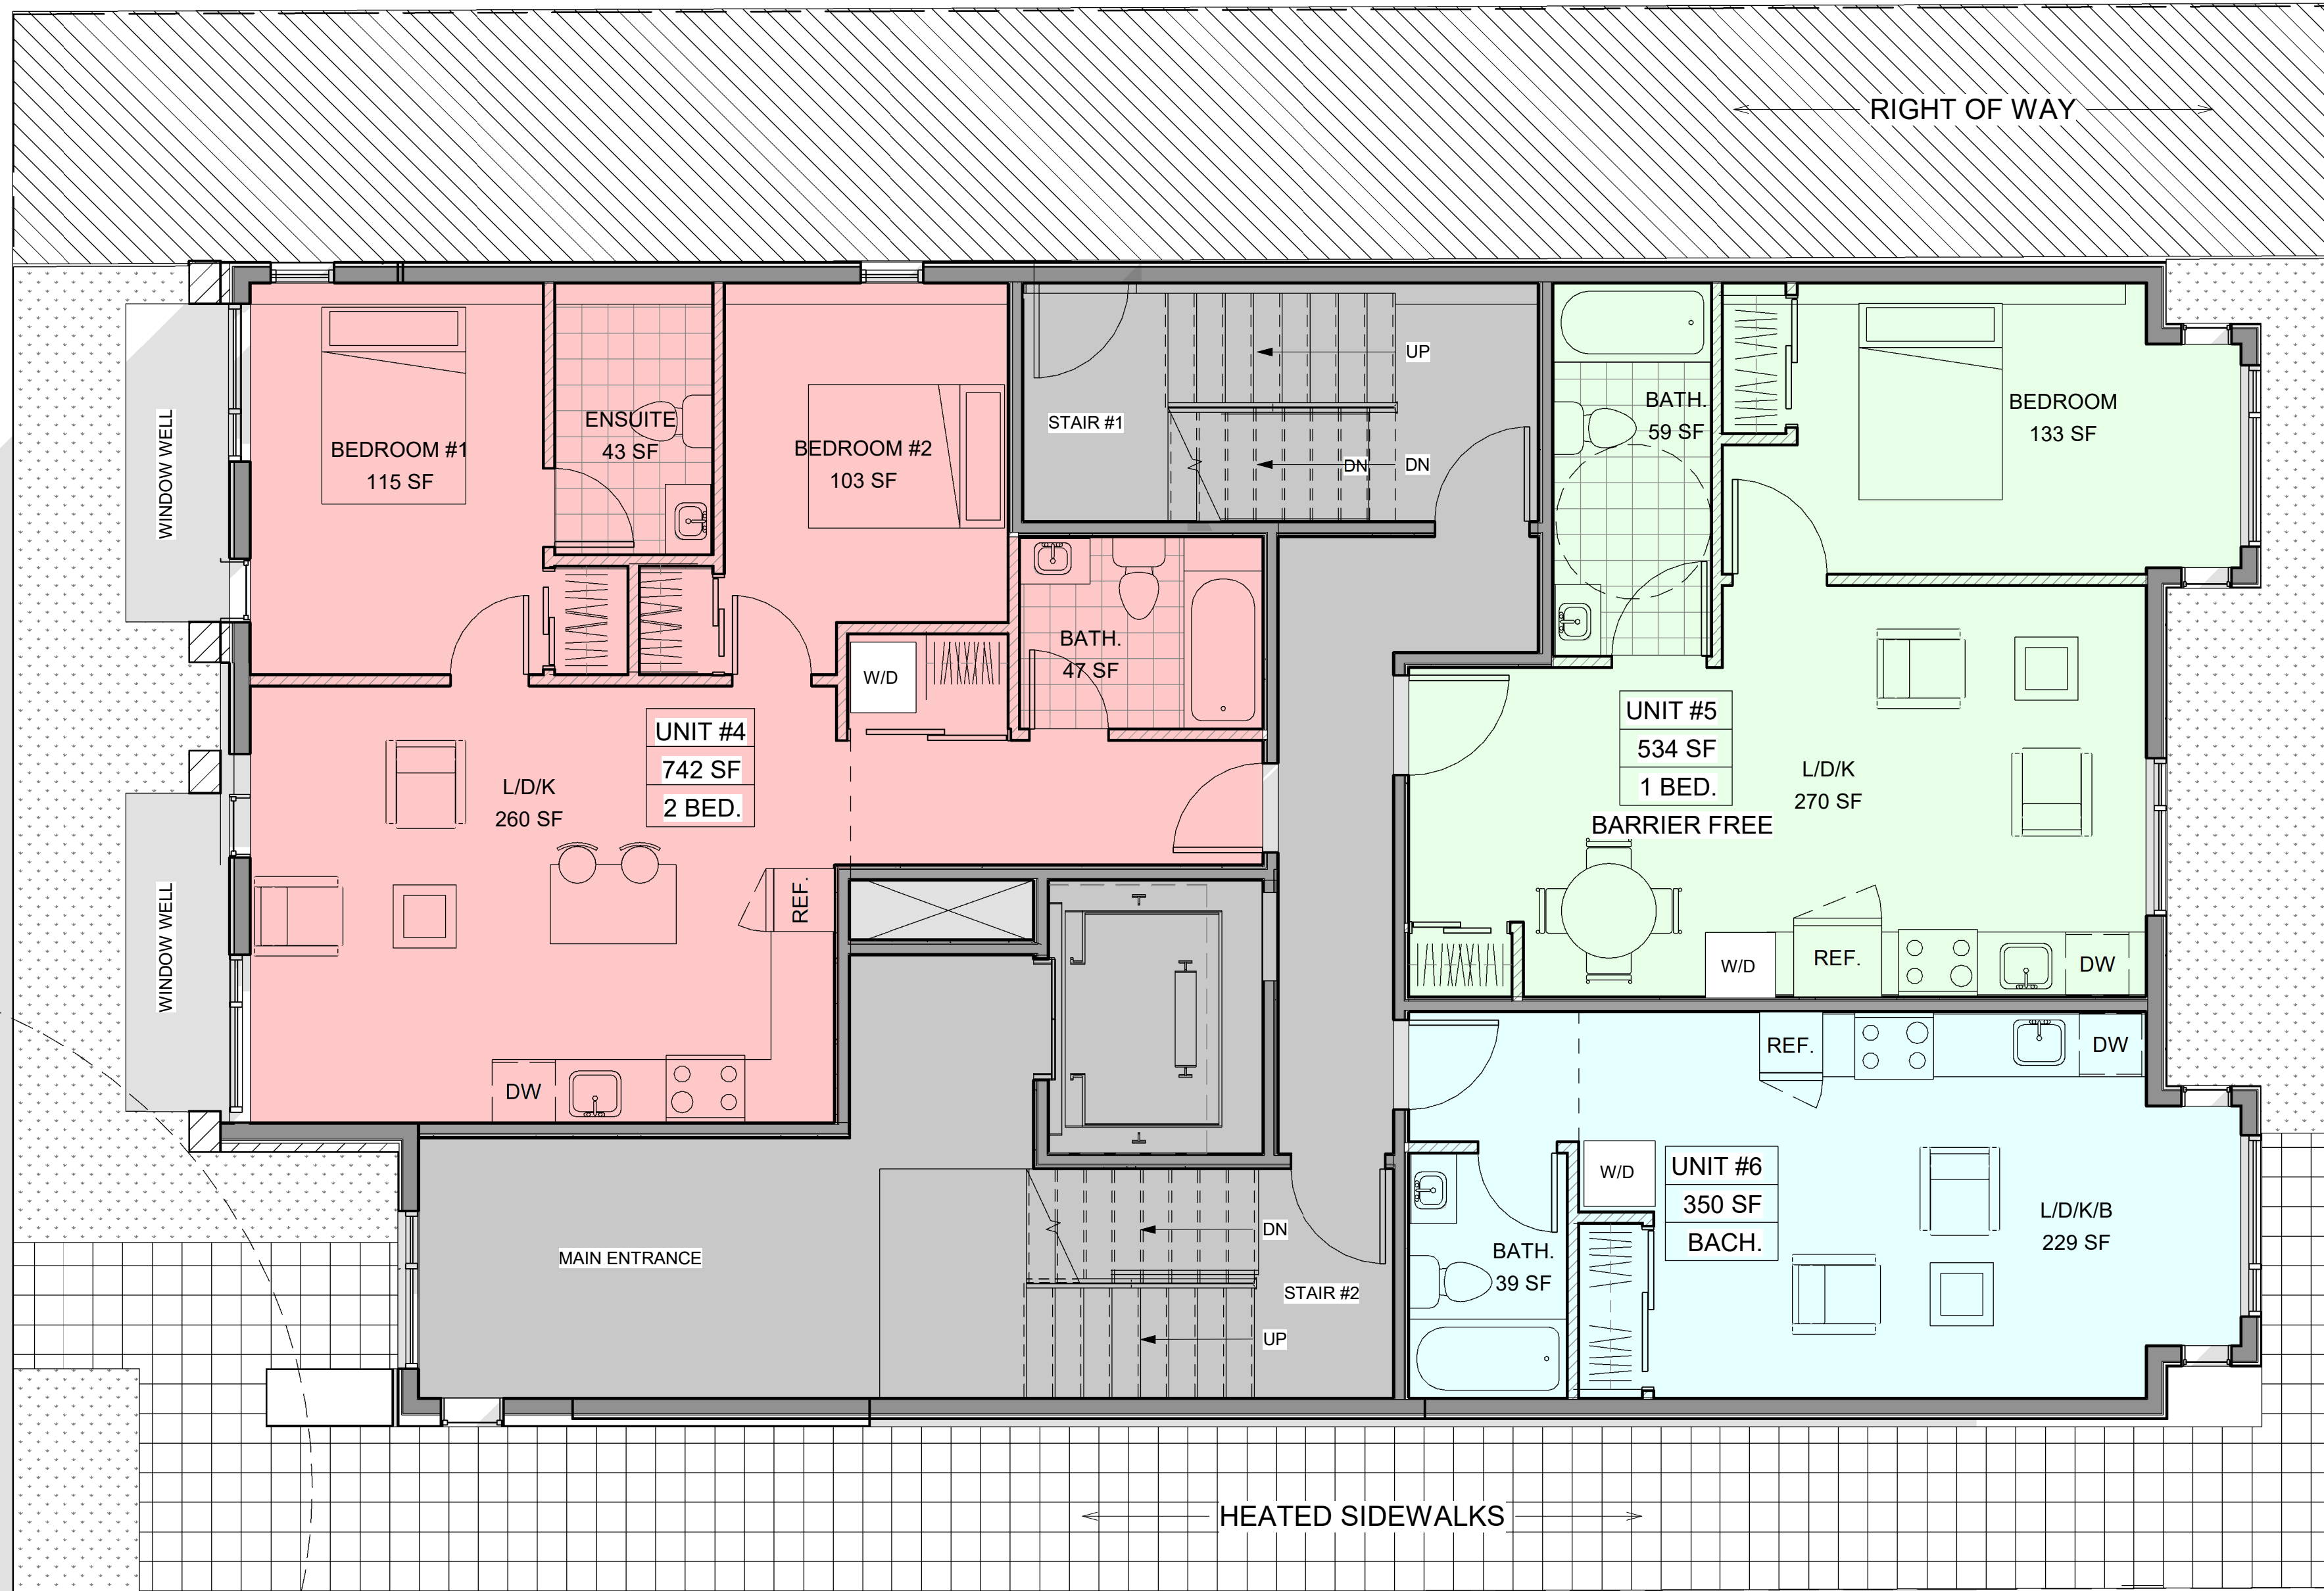 RIGHT OF WAY
WINDOW WELL
BEDROOM #1
115 SF
ENSUITE
43 SF
BEDROOM #2
103 SF
STAIR #1
UP
DN
DN
BATH.
59 SF
BEDROOM
133 SF
W/D
BATH.
47 SF
UNIT #4
742 SF
2 BED.
L/D/K
260 SF
REF.
DW
WINDOW WELL
UNIT #5
534 SF
1 BED.
BARRIER FREE
L/D/K
270 SF
W/D
REF.
DW
REF.
DW
W/D
UNIT #6
350 SF
BACH.
L/D/K/B
229 SF
BATH.
39 SF
MAIN ENTRANCE
DN
STAIR #2
UP
HEATED SIDEWALKS